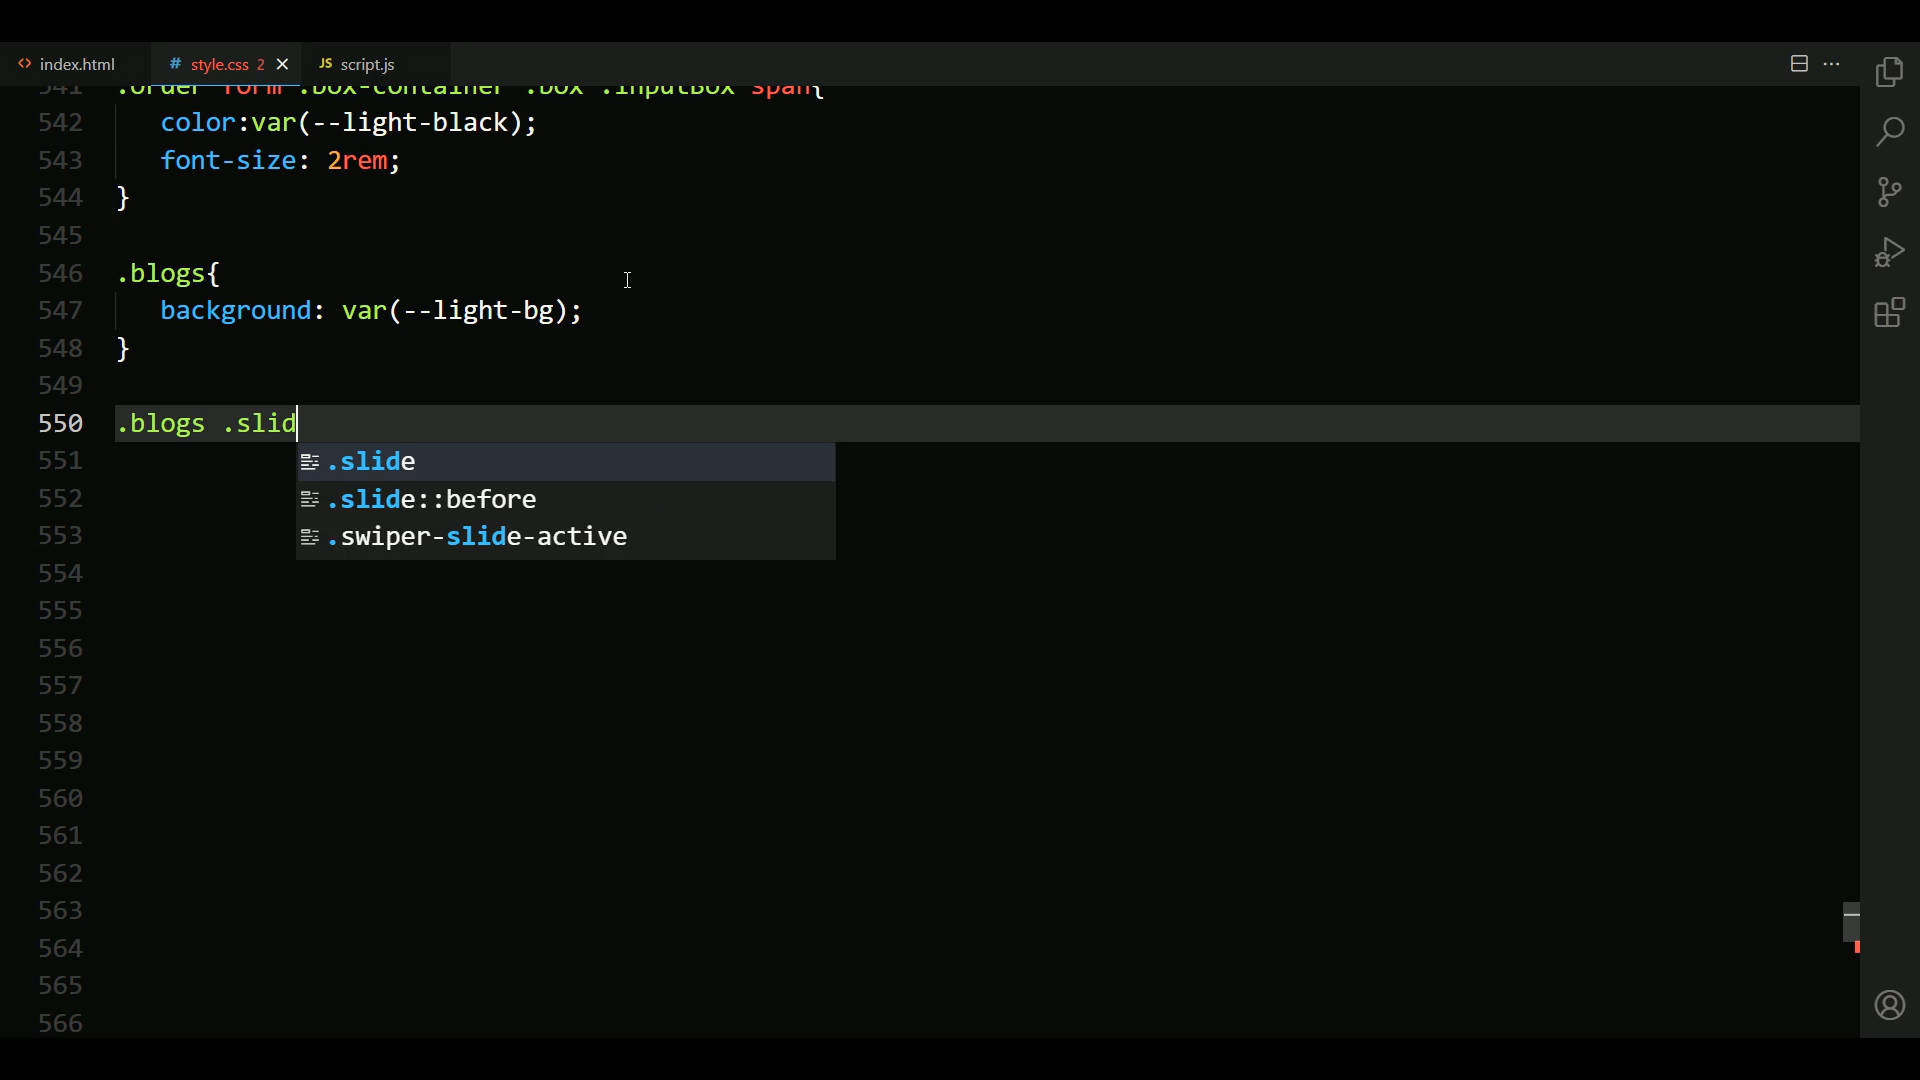 index.html
style.css 2
JS script.js
541 .order form .box-container .box .inputBox span{
542 color:var(--light-black);
543 font-size: 2rem;
544 }
545
546 .blogs{
547 background: var(--light-bg);
548 }
549
550 .blogs .slid
551 .slide
552 .slide::before
553 .swiper-slide-active
554
555
556
557
558
559
560
561
562
563
564
565
566